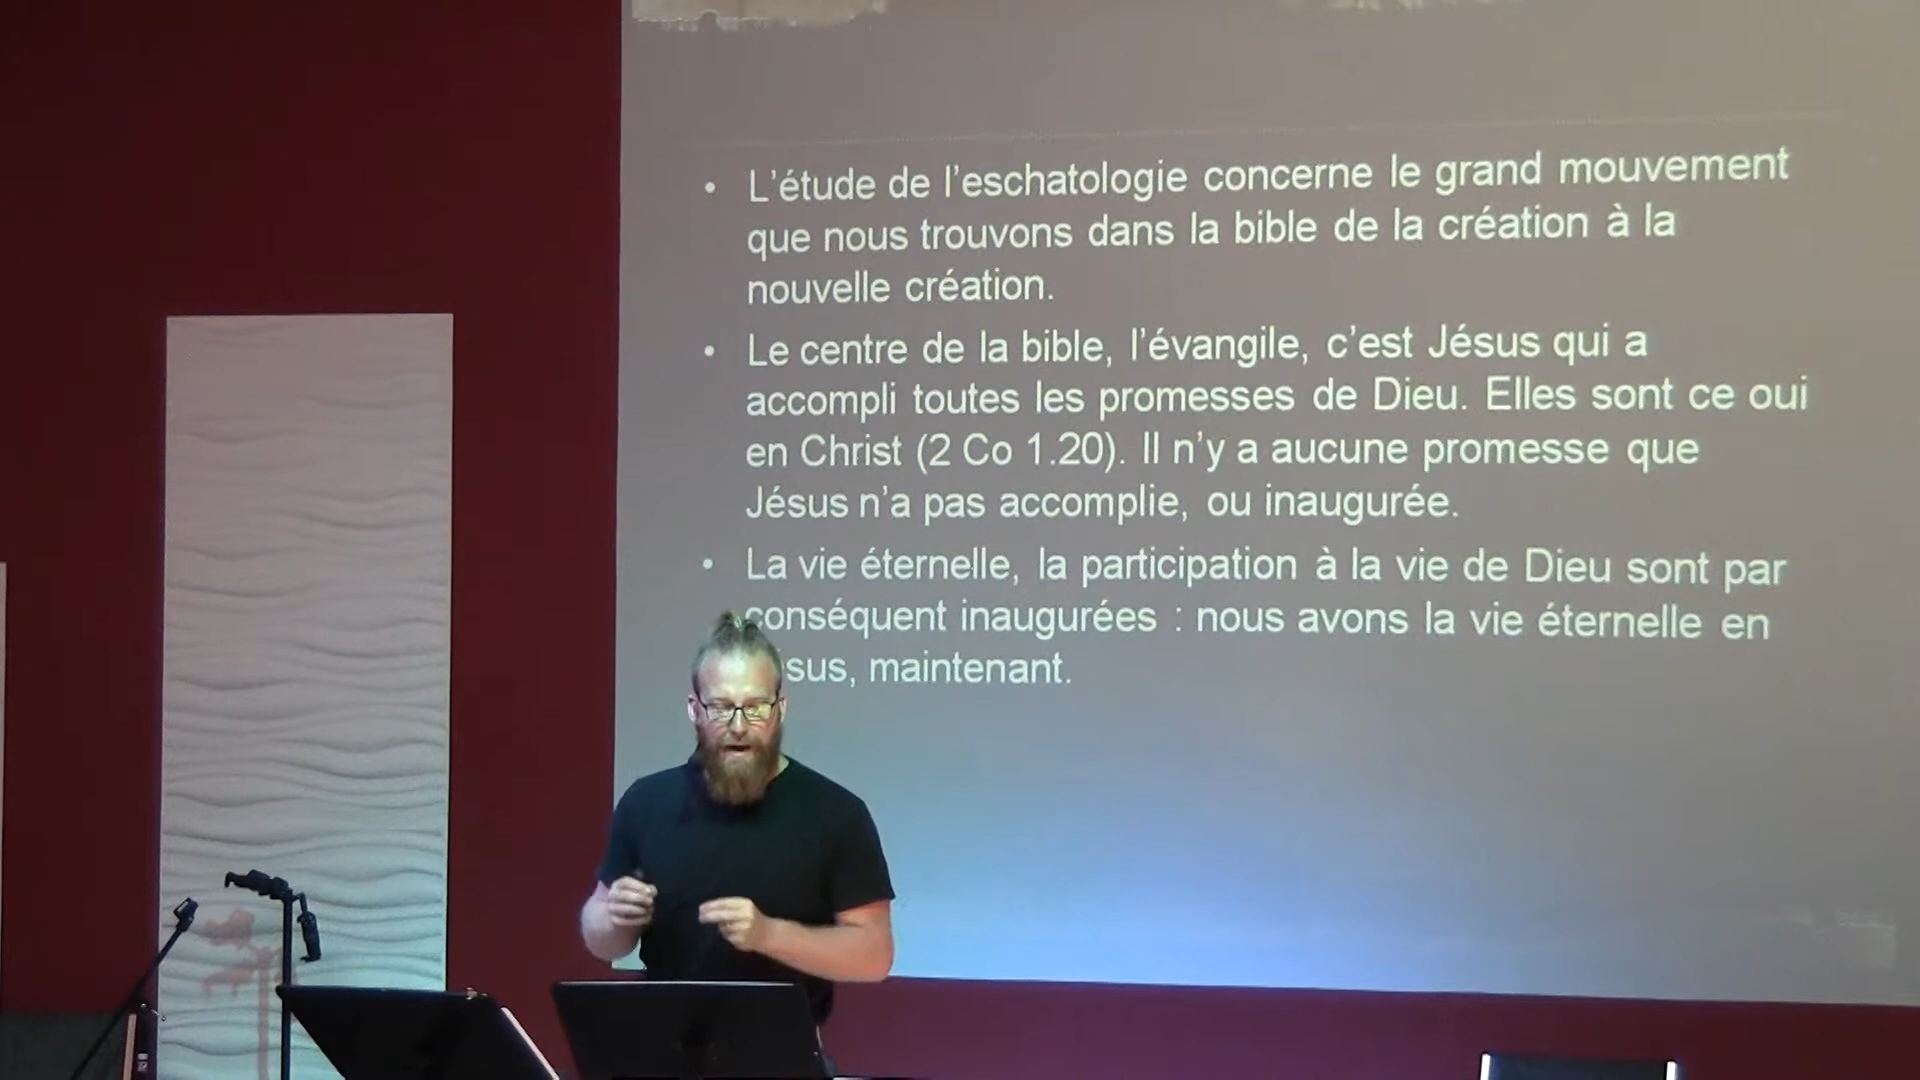 • L'étude de l'eschatologie concerne le grand mouvement
que nous trouvons dans la bible de la création à la
nouvelle création.
• Le centre de la bible, l'évangile, c'est Jésus qui a
accompli toutes les promesses de Dieu. Elles sont ce oui
en Christ (2 Co 1.20). Il n'y a aucune promesse que
Jésus n'a pas accomplie, ou inaugurée.
• La vie éternelle, la participation à la vie de Dieu sont par
conséquent inaugurées : nous avons la vie éternelle en
sus, maintenant.